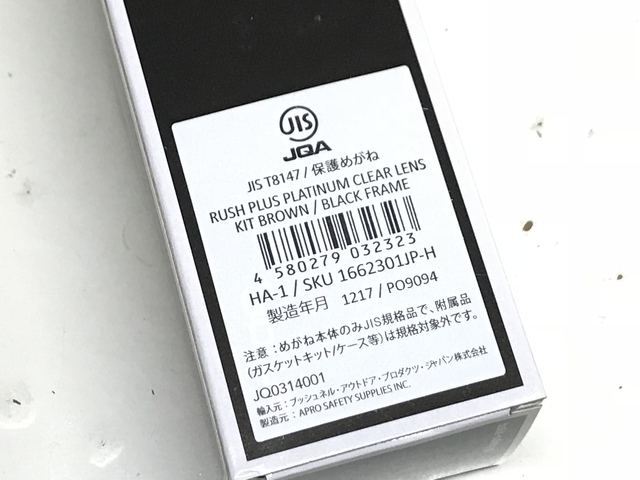 JIS
JQA
JIS T8147 / 保護めがね
RUSH PLUS PLATINUM CLEAR LENS
KIT BROWN / BLACK FRAME
4 580279 032323
HA-1 / SKU 1662301JP-H
製造年月 1217 / PO9094
注意：めがね本体のみJIS規格品で、附属品
(ガスケットキット/ケース等)は規格対象外です。
JQ0314001
輸入元：ブッシュネル・アウトドア・プロダクツ・ジャパン株式会社
製造元：APRO SAFETY SUPPLIES INC.